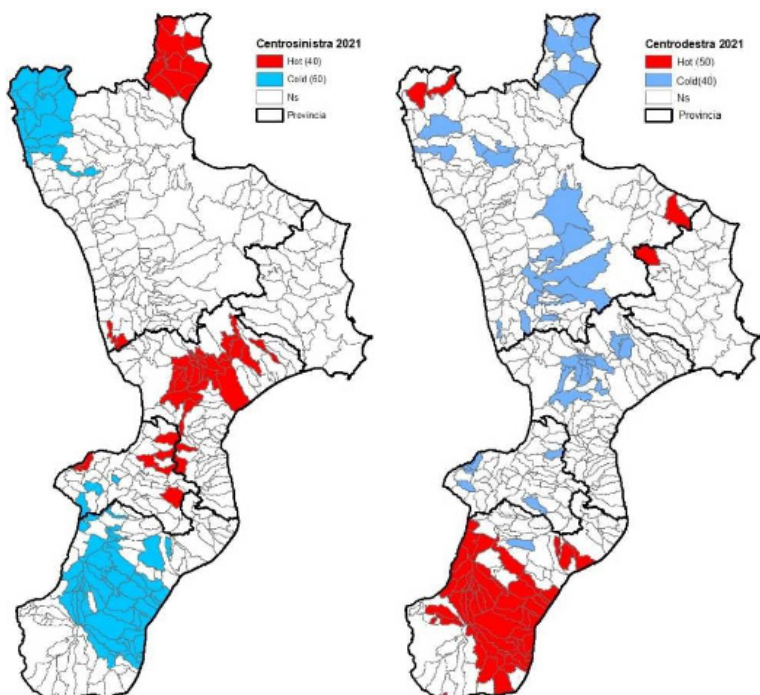 Centrosinistra 2021
Hot (40)
Cold (60)
Ns
Provincia
Centrodestra 2021
Hot (50)
Cold(40)
Ns
Provincia